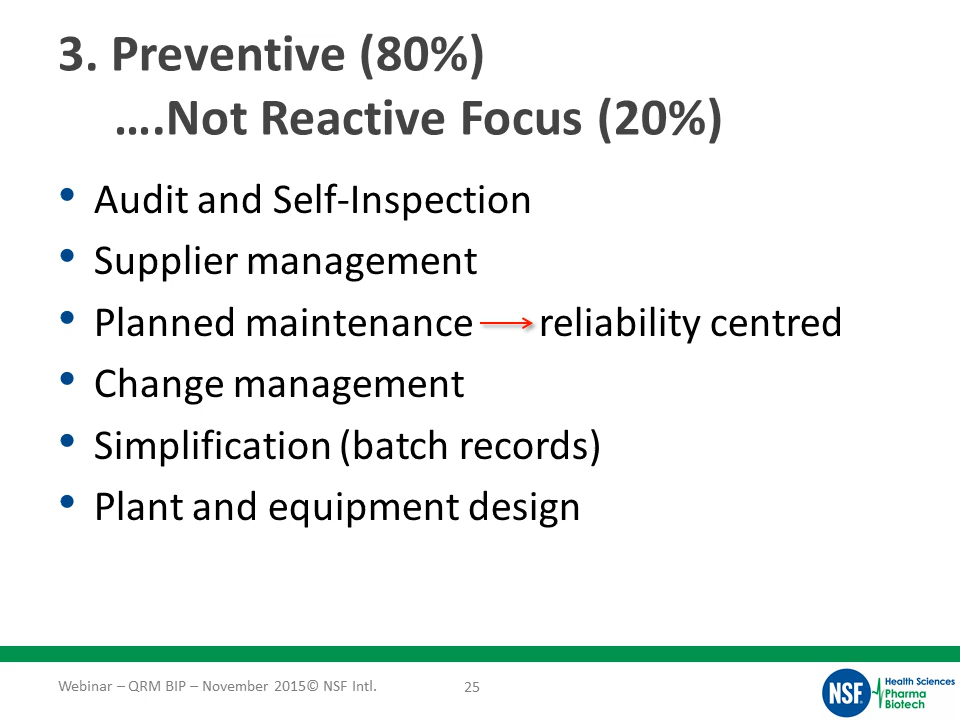 3. Preventive (80%)
….Not Reactive Focus (20%)
• Audit and Self-Inspection
• Supplier management
• Planned maintenance → reliability centred
• Change management
• Simplification (batch records)
• Plant and equipment design
Webinar – QRM BIP – November 2015© NSF Intl.
25
NSF
Health Sciences
Pharma
Biotech